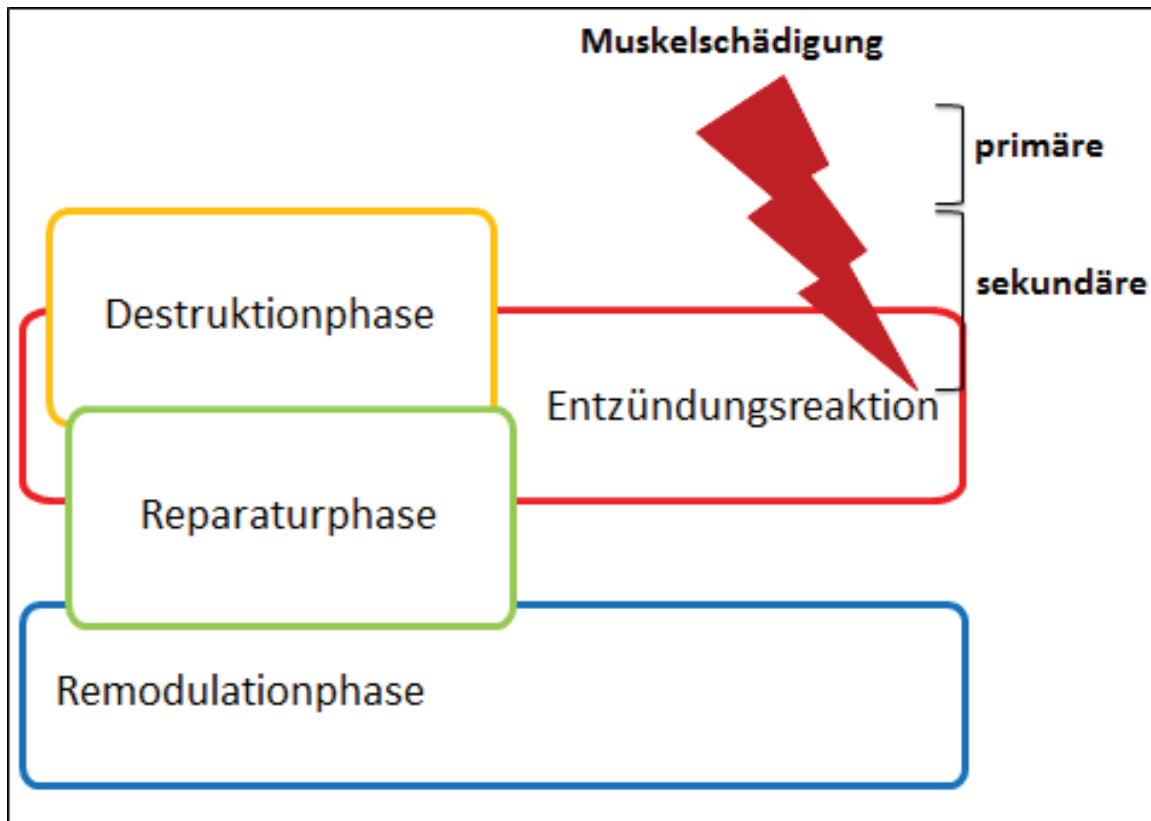 Muskelschädigung
primäre
sekundäre
Destruktionphase
Entzündungsreaktion
Reparaturphase
Remodulationphase